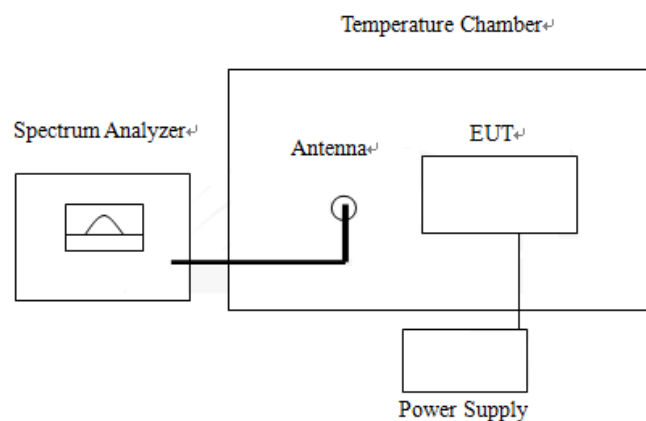 Temperature Chamber↵
Spectrum Analyzer↵
Antenna↵
EUT↵
Power Supply